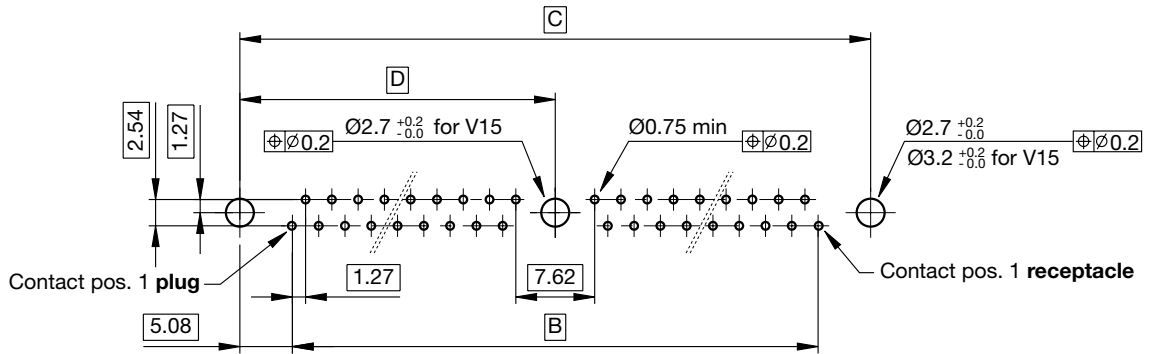 C
D
2.54
1.27
Ø2.7 +0.2 -0.0 for V15
⌖ Ø0.2
Ø0.75 min
⌖ Ø0.2
Ø2.7 +0.2 -0.0
Ø3.2 +0.2 -0.0 for V15
⌖ Ø0.2
Contact pos. 1 plug
1.27
7.62
Contact pos. 1 receptacle
5.08
B